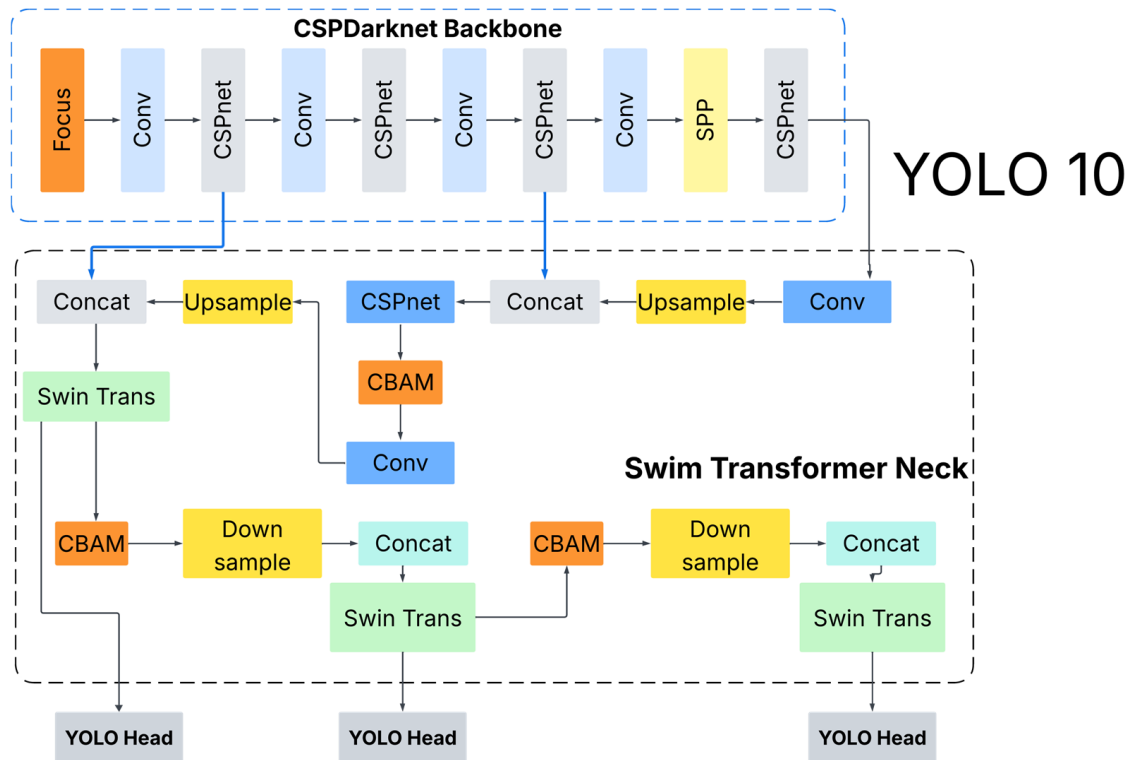 CSPDarknet Backbone
Focus
Conv
CSPnet
Conv
CSPnet
Conv
CSPnet
Conv
SPP
CSPnet
YOLO 10
Concat
Upsample
CSPnet
Concat
Upsample
Conv
CBAM
Swin Trans
Conv
Swim Transformer Neck
CBAM
Down
sample
Concat
CBAM
Down
sample
Concat
Swin Trans
Swin Trans
YOLO Head
YOLO Head
YOLO Head